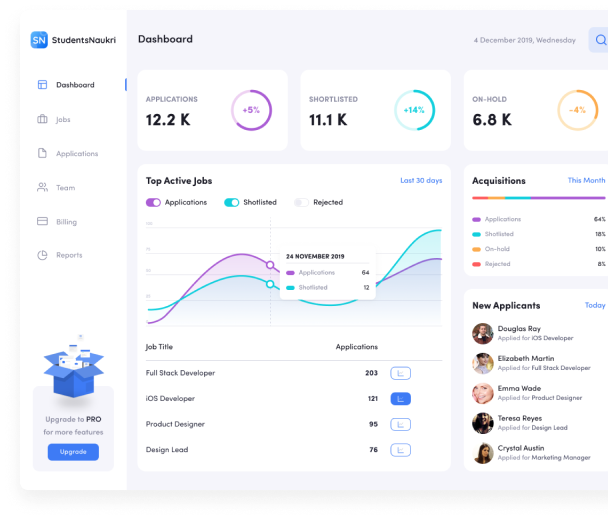 SN StudentsNaukri
Dashboard
Jobs
Applications
Team
Billing
Reports
Upgrade to PRO
for more features
Upgrade
Dashboard
4 December 2019, Wednesday
APPLICATIONS
12.2 K
+5%
SHORTLISTED
11.1 K
+14%
ON-HOLD
6.8 K
-4%
Top Active Jobs
Last 30 days
Applications
Shotlisted
Rejected
24 NOVEMBER 2019
Applications 64
Shotlisted 12
Job Title Applications
Full Stack Developer 203
iOS Developer 121
Product Designer 95
Design Lead 76
Acquisitions
This Month
Applications 64%
Shotlisted 18%
On-hold 10%
Rejected 8%
New Applicants
Today
Douglas Ray
Applied for iOS Developer
Elizabeth Martin
Applied for Full Stack Developer
Emma Wade
Applied for Product Designer
Teresa Reyes
Applied for Design Lead
Crystal Austin
Applied for Marketing Manager